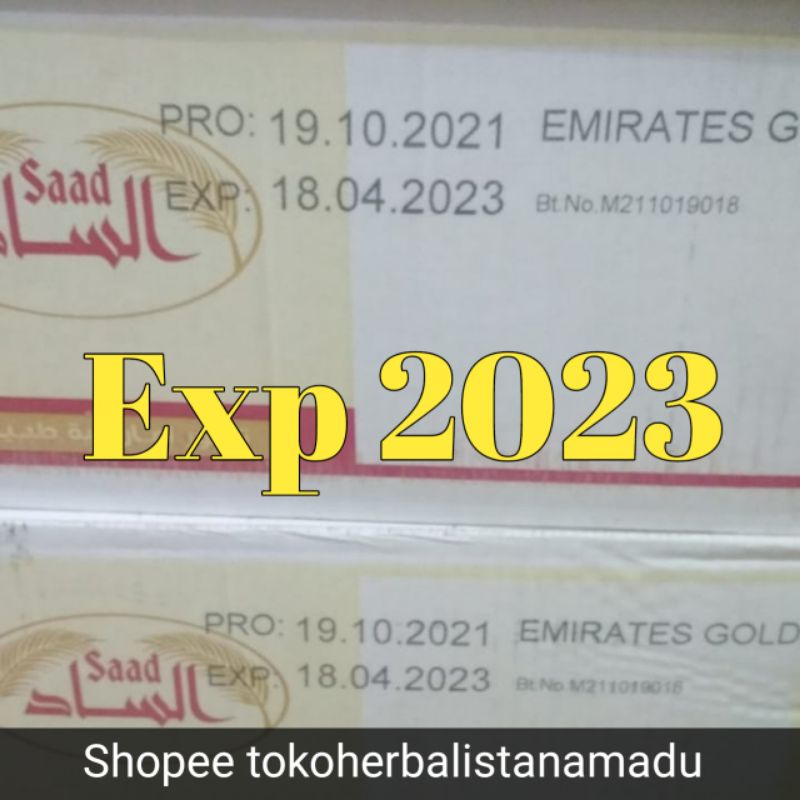 PRO: 19.10.2021 EMIRATES G
Saad
EXP: 18.04.2023 Bt.No.M211019018
الساد
Exp 2023
PRO: 19.10.2021 EMIRATES GOLD
Saad
EXP: 18.04.2023 Bt.No.M211019018
الساد
Shopee tokoherbalistanamadu